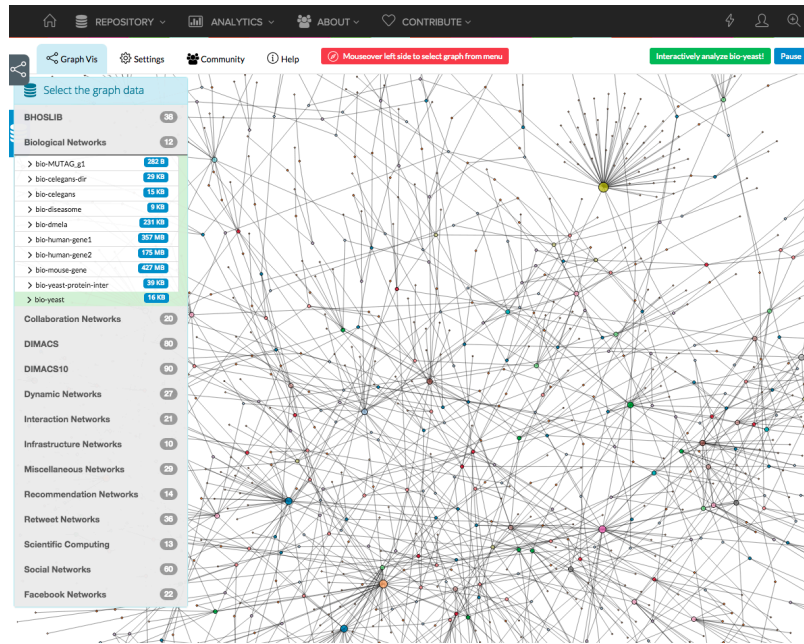 REPOSITORY ANALYTICS ABOUT CONTRIBUTE
Graph Vis Settings Community Help Mouseover left side to select graph from menu Interactively analyze bio-yeast! Pause
Select the graph data
BHOSLIB 38
Biological Networks 12
bio-MUTAG_g1 282 B
bio-celegans-dir 29 KB
bio-celegans 15 KB
bio-diseasome 9 KB
bio-dmela 231 KB
bio-human-gene1 357 MB
bio-human-gene2 175 MB
bio-mouse-gene 427 MB
bio-yeast-protein-inter 39 KB
bio-yeast 16 KB
Collaboration Networks 20
DIMACS 80
DIMACS10 90
Dynamic Networks 27
Interaction Networks 21
Infrastructure Networks 10
Miscellaneous Networks 29
Recommendation Networks 14
Retweet Networks 36
Scientific Computing 13
Social Networks 60
Facebook Networks 22